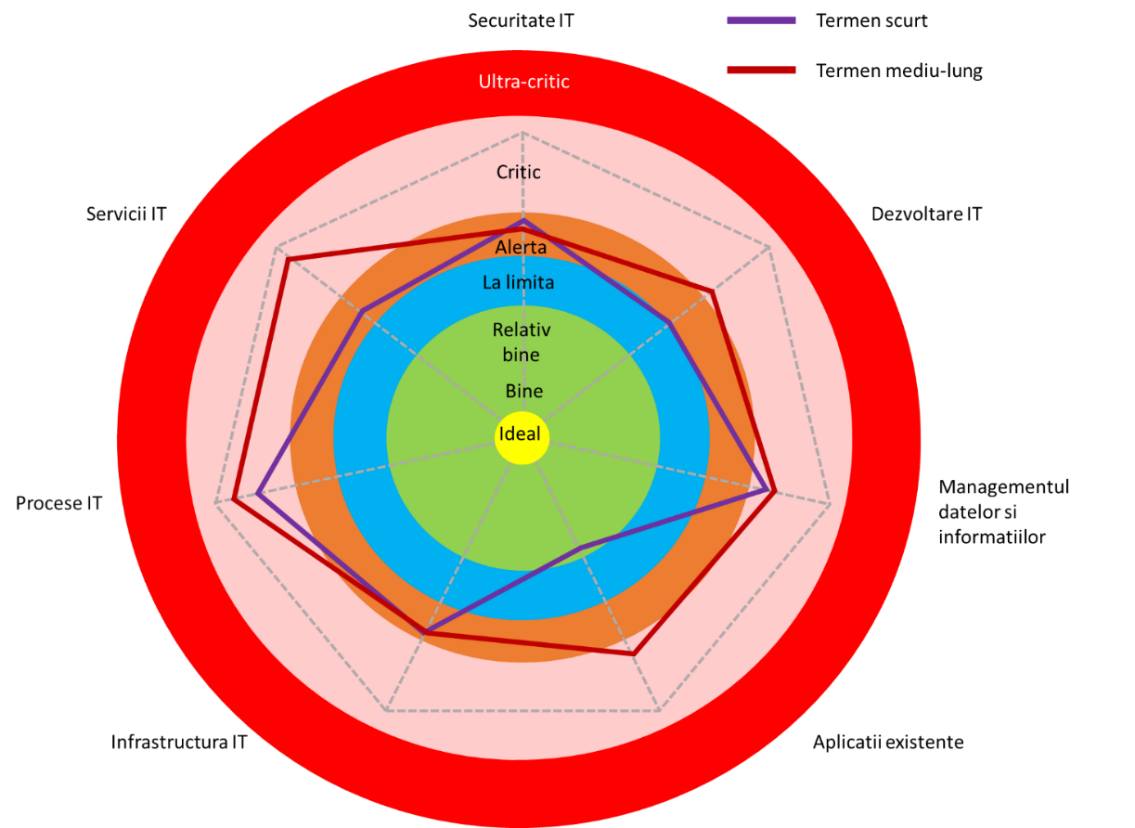 Securitate IT
Termen scurt
Termen mediu-lung
Ultra-critic
Critic
Servicii IT
Dezvoltare IT
Alerta
La limita
Relativ
bine
Bine
Ideal
Procese IT
Managementul
datelor si
informatiilor
Infrastructura IT
Aplicatii existente